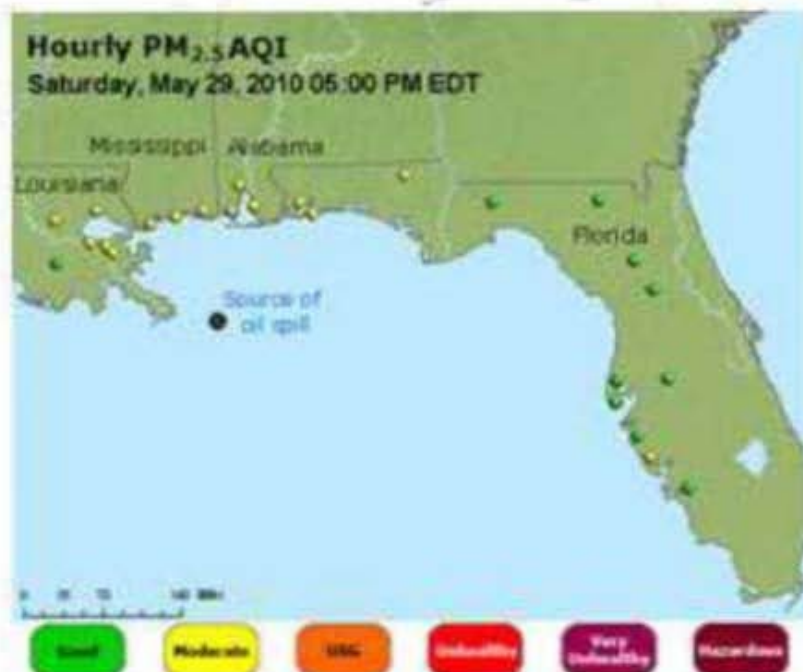 Hourly PM2.5 AQI
Saturday, May 29, 2010 05:00 PM EDT
Mississippi Alabama
Louisiana
Florida
Source of
oil spill
Good
Moderate
USG
Unhealthy
Very
Unhealthy
Hazardous